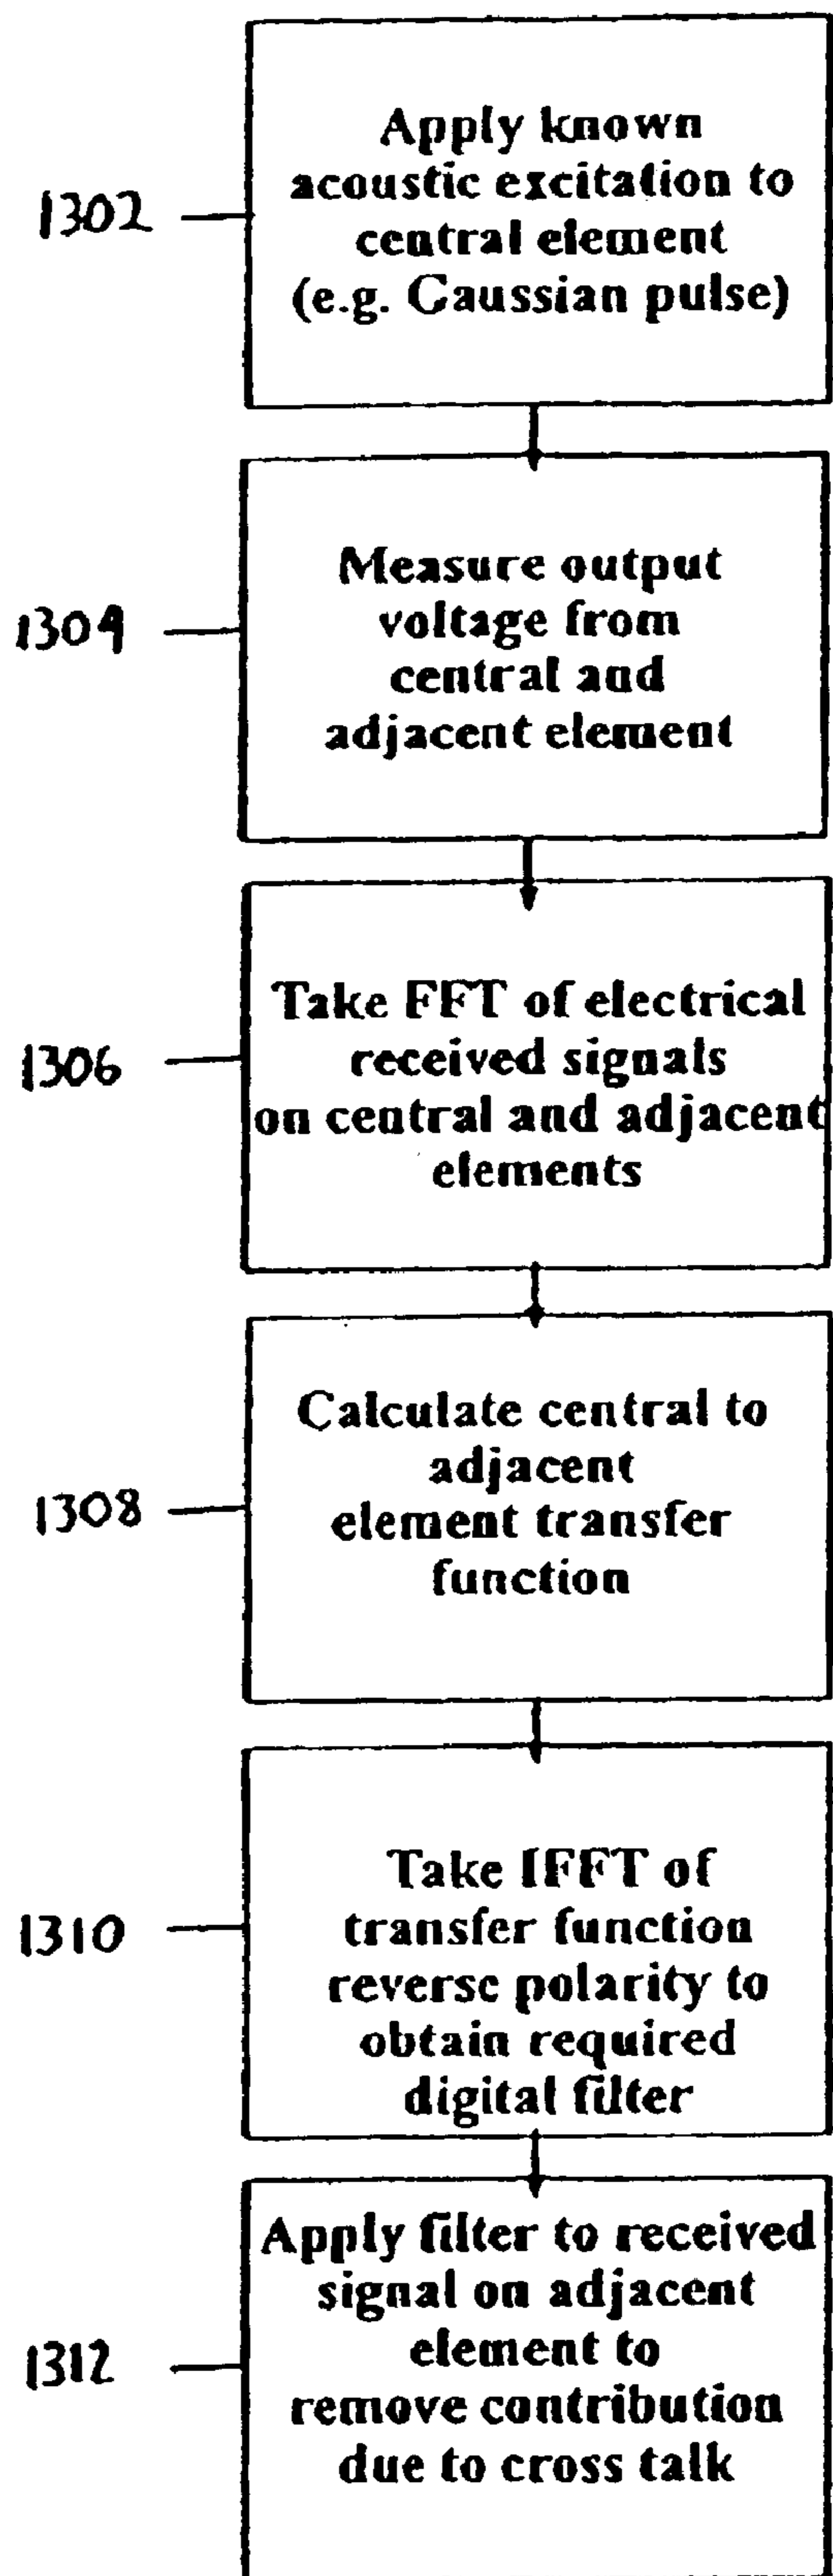 Apply known
acoustic excitation to
1302
central element
(e.g. Gaussian pulse)
Measure output
1304
voltage from
central and
adjacent element
Take FFT of electrical
1306
received signals
on central and adjacent
elements
Calculate central to
adjacent
1308
element transfer
function
Take IFFT of
1310
transfer function
reverse polarity to
obtain required
digital filter
Apply filter to received
signal on adjacent
1312
element to
remove contribution
due to cross talk